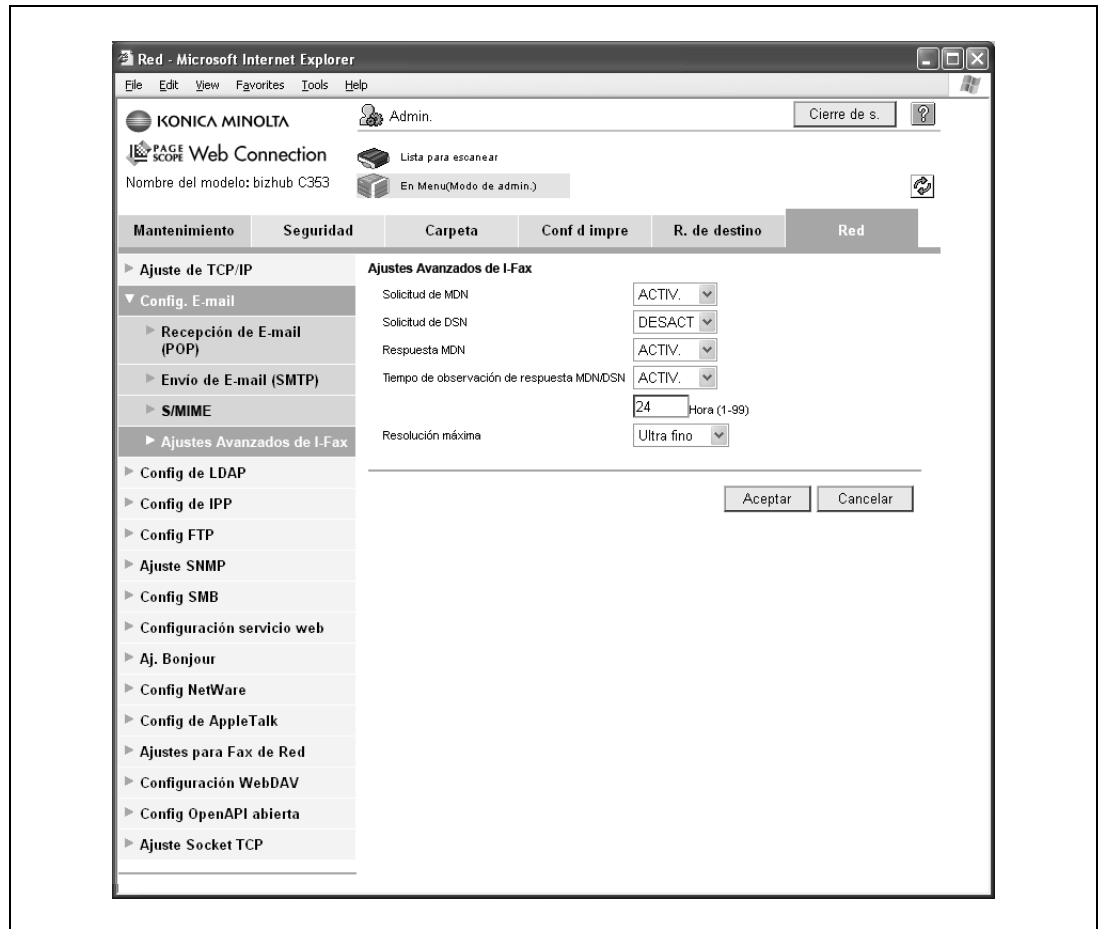 Red - Microsoft Internet Explorer
File Edit View Favorites Tools Help
KONICA MINOLTA
Admin.
Cierre de s.
?
PAGE SCOPE Web Connection
Lista para escanear
Nombre del modelo: bizhub C353
En Menu(Modo de admin.)
Mantenimiento Seguridad Carpeta Conf d impre R. de destino Red
Ajuste de TCP/IP
Config. E-mail
Recepción de E-mail
(POP)
Envío de E-mail (SMTP)
S/MIME
Ajustes Avanzados de I-Fax
Config de LDAP
Config de IPP
Config FTP
Ajuste SNMP
Config SMB
Configuración servicio web
Aj. Bonjour
Config NetWare
Config de AppleTalk
Ajustes para Fax de Red
Configuración WebDAV
Config OpenAPI abierta
Ajuste Socket TCP
Ajustes Avanzados de I-Fax
Solicitud de MDN ACTIV.
Solicitud de DSN DESACT
Respuesta MDN ACTIV.
Tiempo de observación de respuesta MDN/DSN ACTIV.
24 Hora (1-99)
Resolución máxima Ultra fino
Aceptar Cancelar